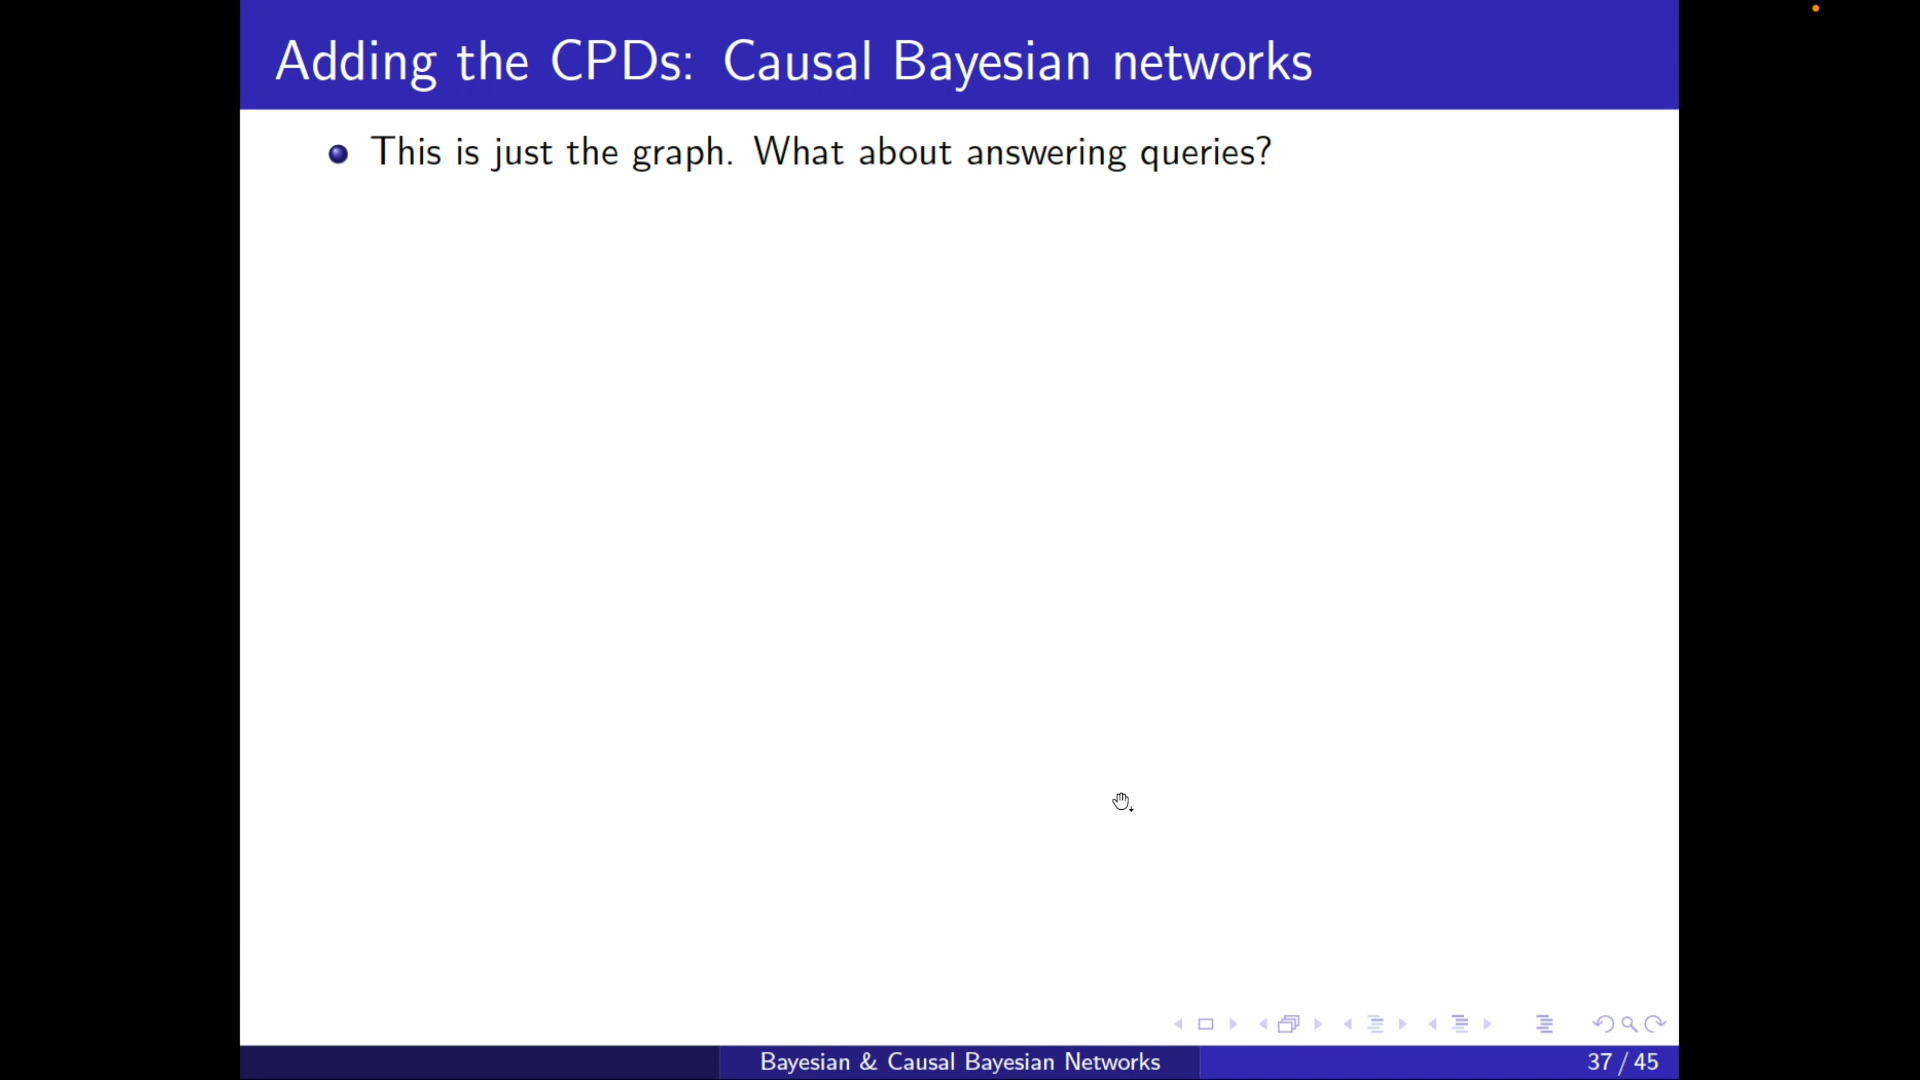 Adding the CPDs: Causal Bayesian networks
This is just the graph. What about answering queries?
Bayesian & Causal Bayesian Networks
37 / 45